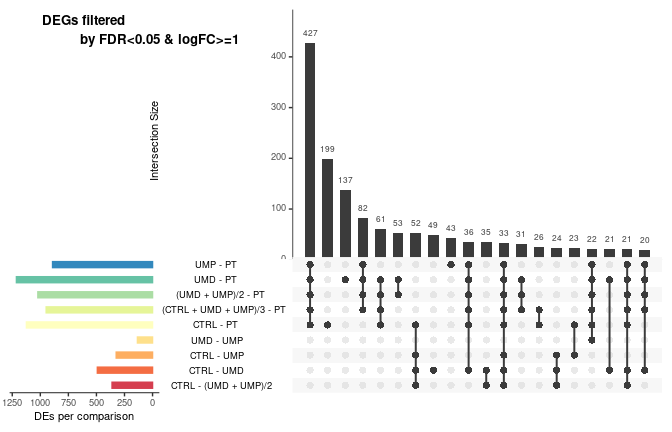 DEGs filtered
by FDR<0.05 & logFC>=1
Intersection Size
400
300
200
100
0
427
199
137
82
61
53
52
49
43
36
35
33
31
26
24
23
22
21
21
20
UMP - PT
UMD - PT
(UMD + UMP)/2 - PT
(CTRL + UMD + UMP)/3 - PT
CTRL - PT
UMD - UMP
CTRL - UMP
CTRL - UMD
CTRL - (UMD + UMP)/2
1250 1000 750 500 250 0
DEs per comparison